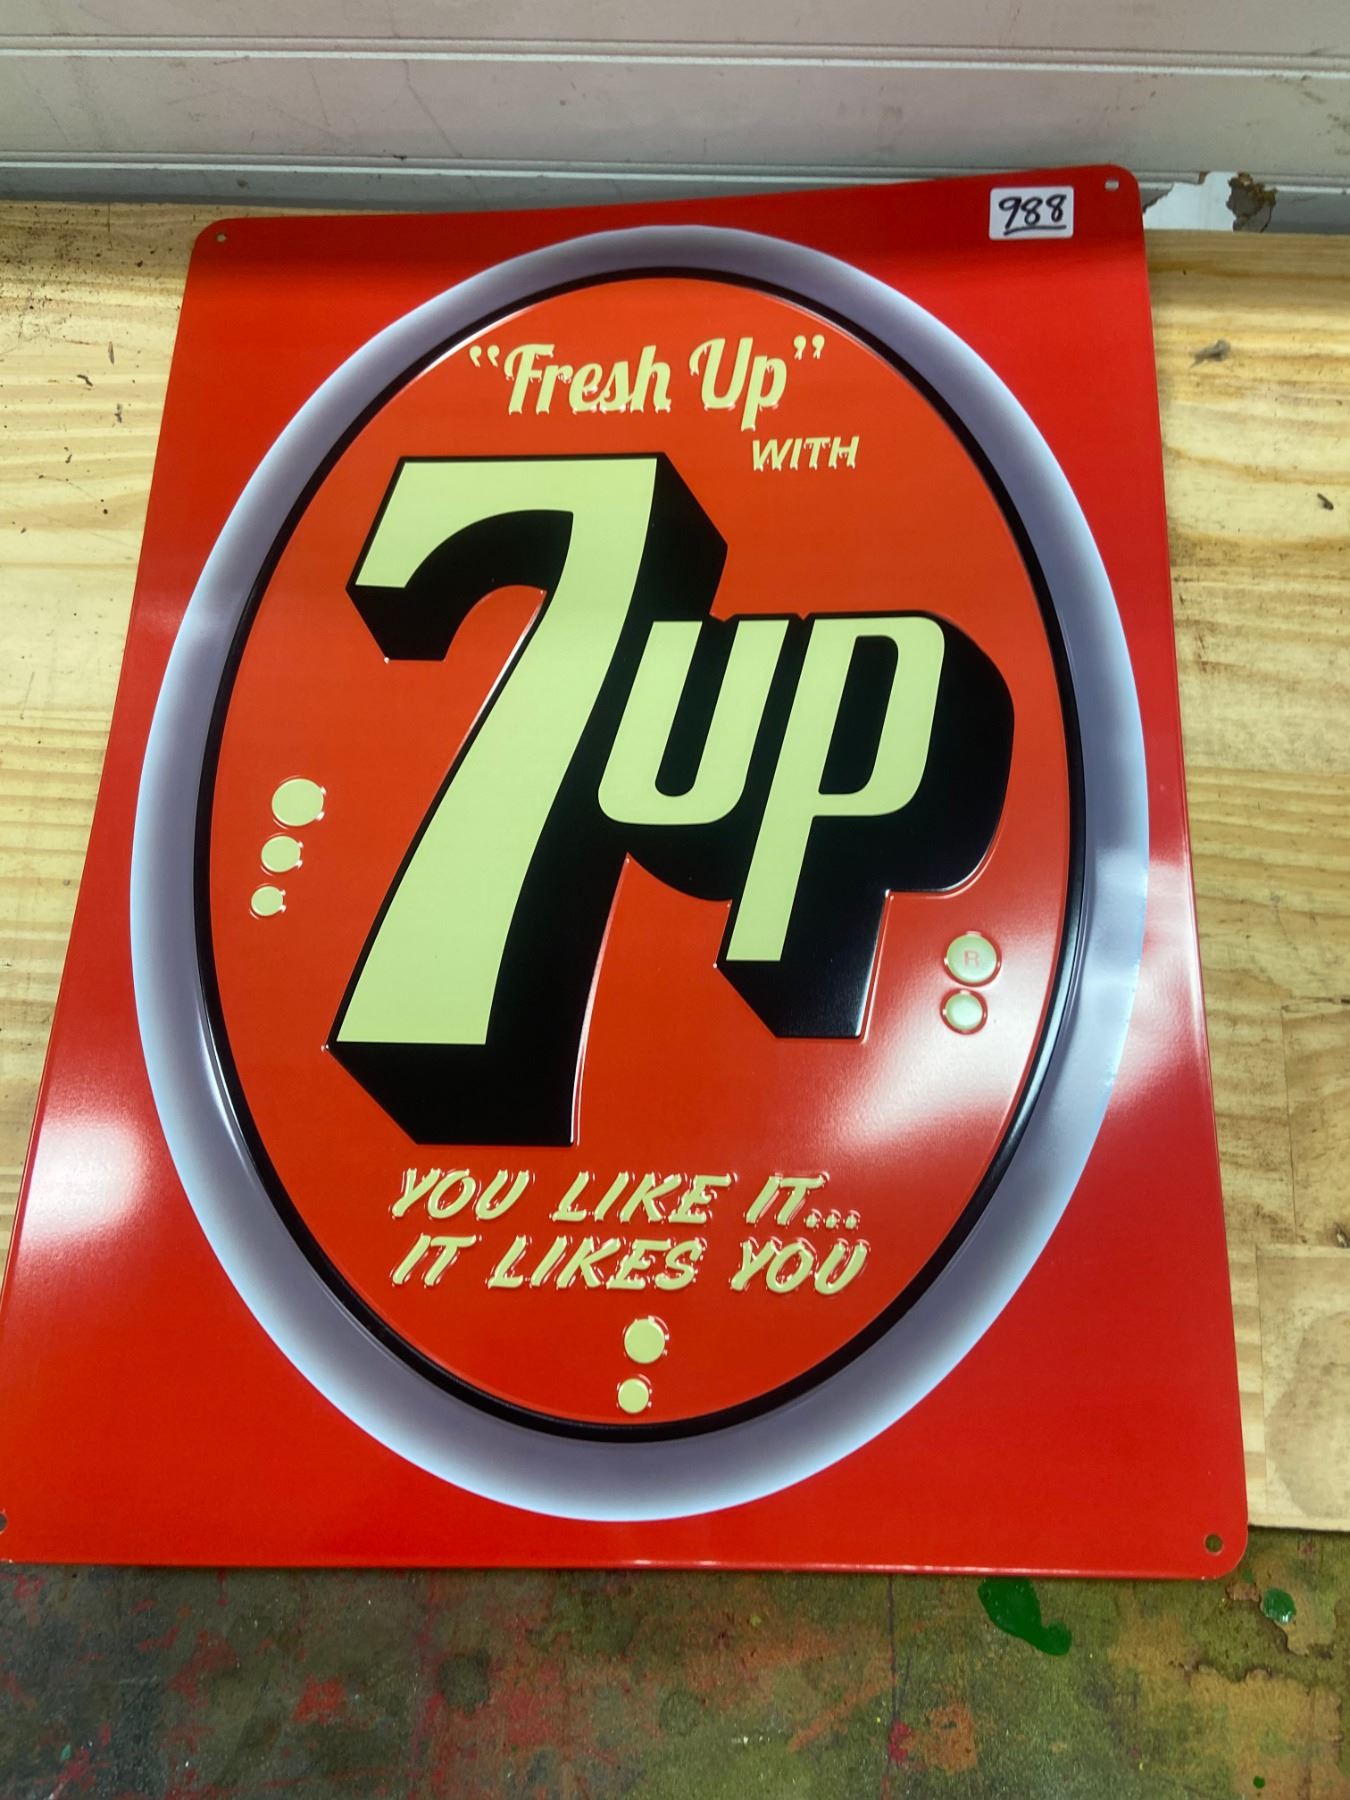 988
"Fresh Up"
WITH
7up
R
YOU LIKE IT...
IT LIKES YOU